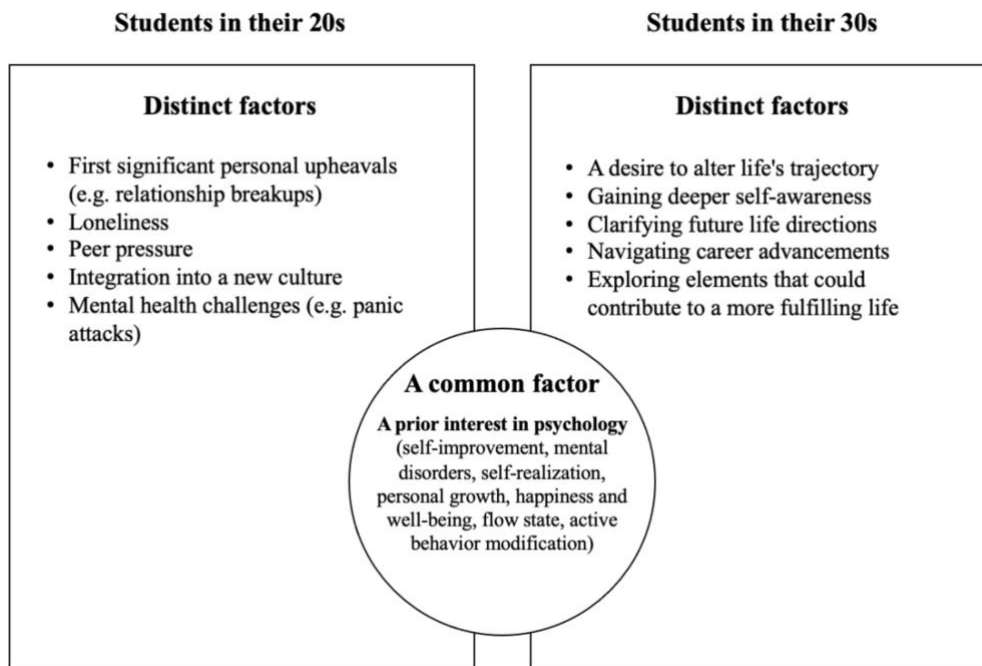 Students in their 20s
Distinct factors
• First significant personal upheavals
(e.g. relationship breakups)
• Loneliness
• Peer pressure
• Integration into a new culture
• Mental health challenges (e.g. panic
attacks)
Students in their 30s
Distinct factors
• A desire to alter life's trajectory
• Gaining deeper self-awareness
• Clarifying future life directions
• Navigating career advancements
• Exploring elements that could
contribute to a more fulfilling life
A common factor
A prior interest in psychology
(self-improvement, mental
disorders, self-realization,
personal growth, happiness and
well-being, flow state, active
behavior modification)